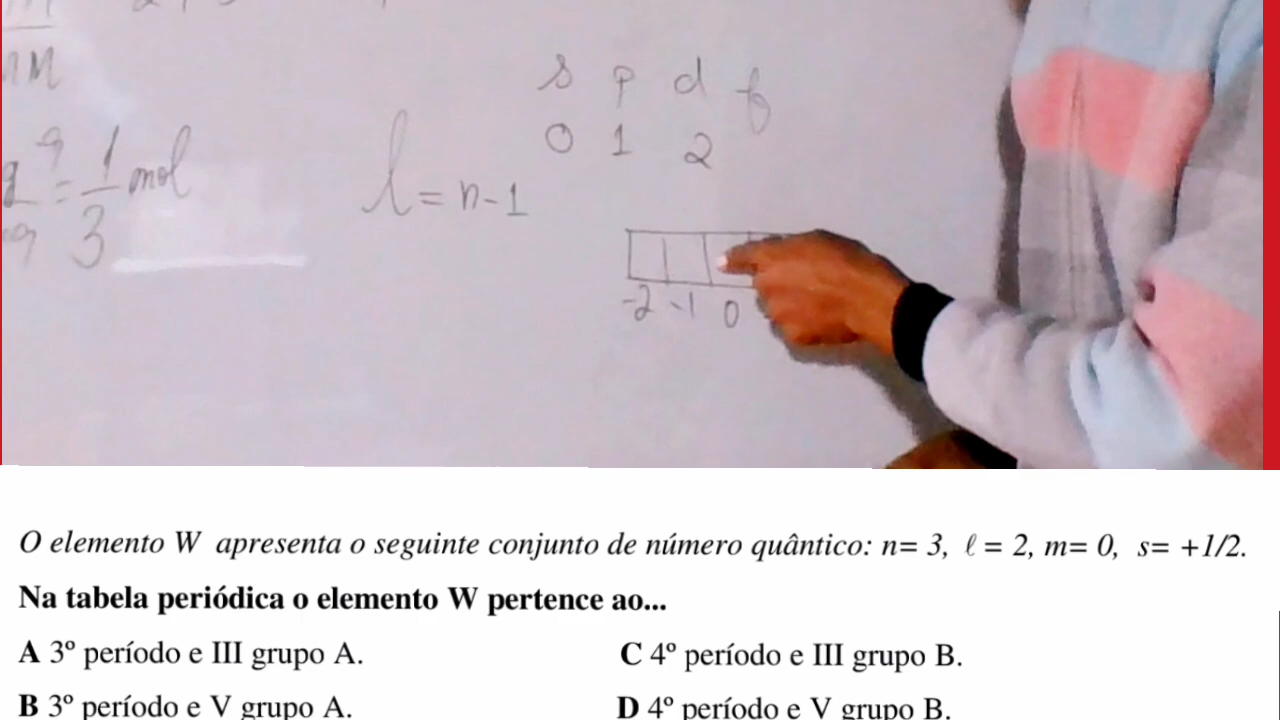 s p d f
0 1 2
1/3 mol
l = n-1
-2 -1 0
O elemento W apresenta o seguinte conjunto de número quântico: n= 3, ℓ = 2, m= 0, s= +1/2.
Na tabela periódica o elemento W pertence ao...
A 3º período e III grupo A.
C 4º período e III grupo B.
B 3º período e V grupo A.
D 4º período e V grupo B.